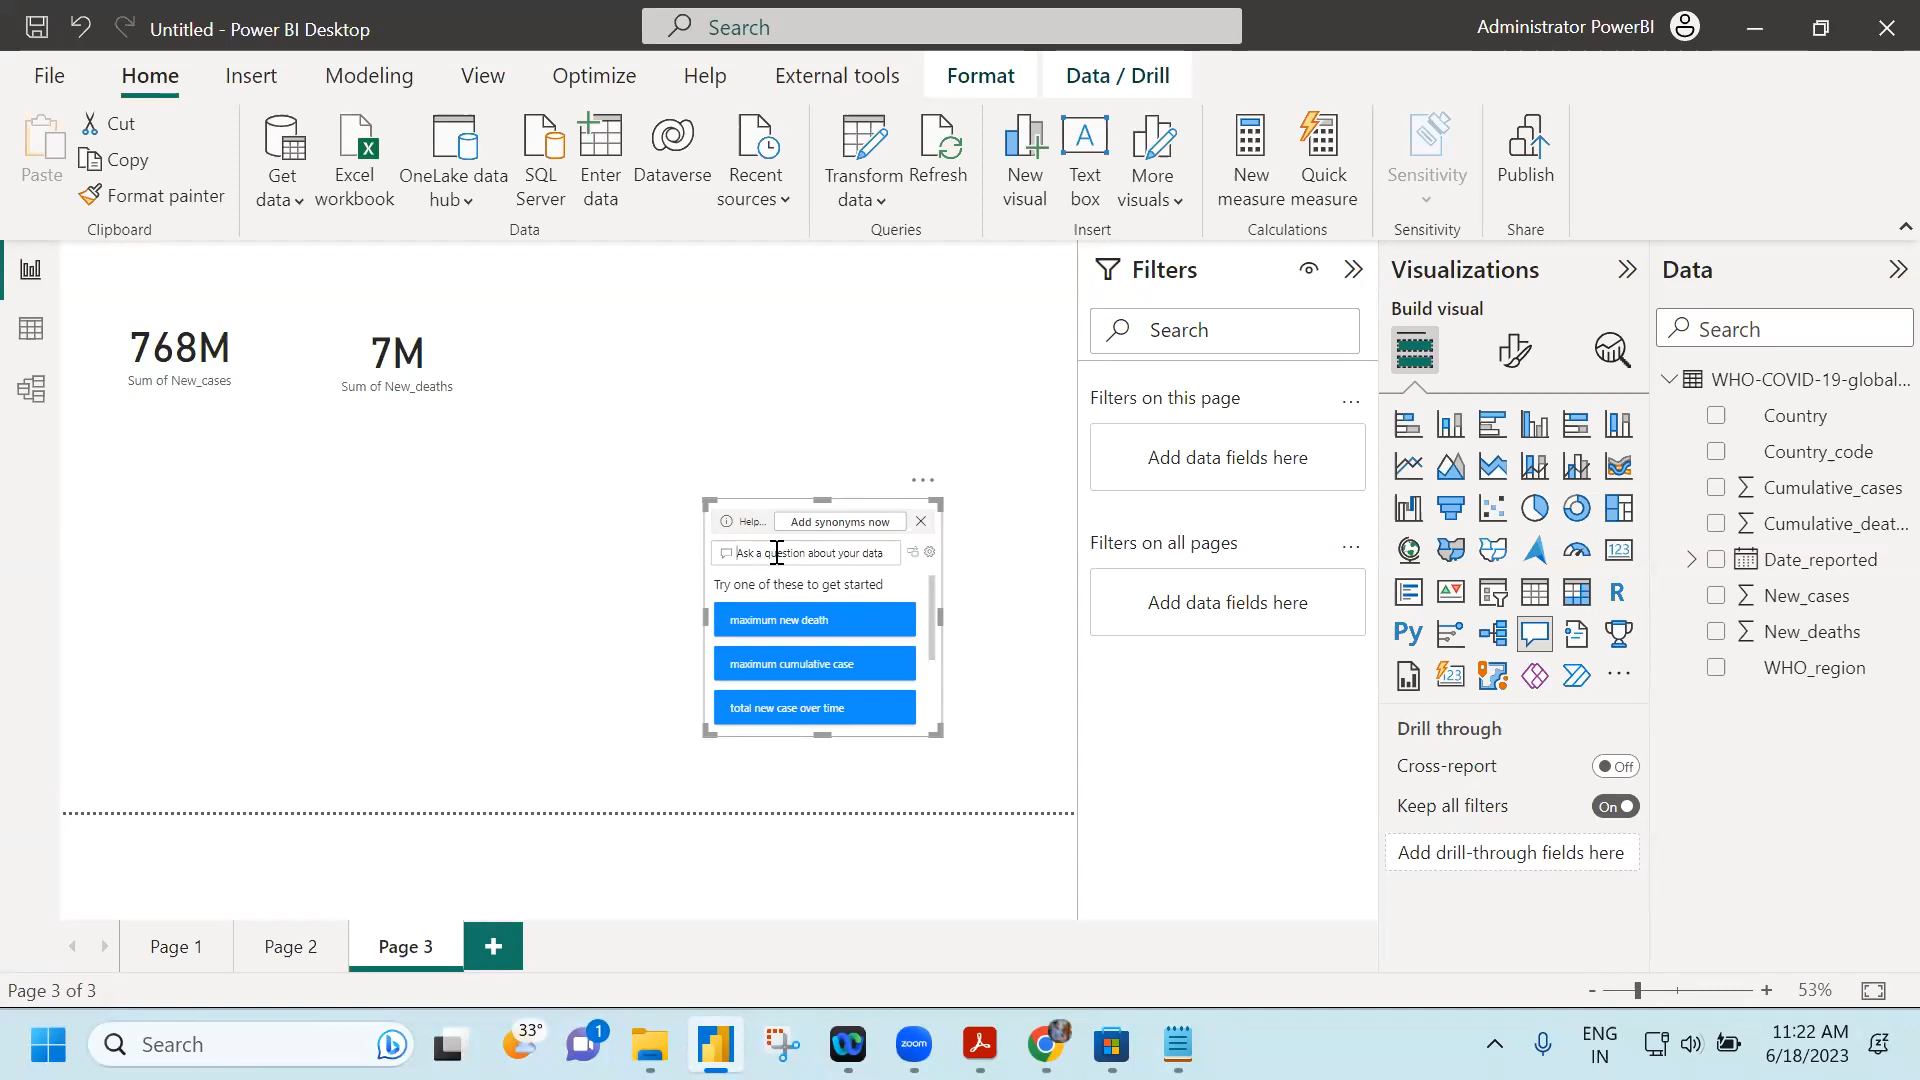 Untitled - Power BI Desktop
Search
Administrator PowerBI
File Home Insert Modeling View Optimize Help External tools Format Data / Drill
Paste
Cut
Copy
Format painter
Clipboard
Get data
Excel workbook
OneLake data hub
SQL Server
Enter data
Dataverse
Recent sources
Data
Transform data
Refresh
Queries
New visual
Text box
More visuals
Insert
New measure
Quick measure
Calculations
Sensitivity
Sensitivity
Publish
Share
768M
Sum of New_cases
7M
Sum of New_deaths
Help...
Add synonyms now
Ask a question about your data
Try one of these to get started
maximum new death
maximum cumulative case
total new case over time
Filters
Search
Filters on this page
Add data fields here
Filters on all pages
Add data fields here
Visualizations
Build visual
123
R
Py
123
Drill through
Cross-report
Off
Keep all filters
On
Add drill-through fields here
Data
Search
WHO-COVID-19-global...
Country
Country_code
Cumulative_cases
Cumulative_deat...
Date_reported
New_cases
New_deaths
WHO_region
Page 1
Page 2
Page 3
+
Page 3 of 3
- + 53%
Search
33°
1
zoom
ENG
IN
11:22 AM
6/18/2023